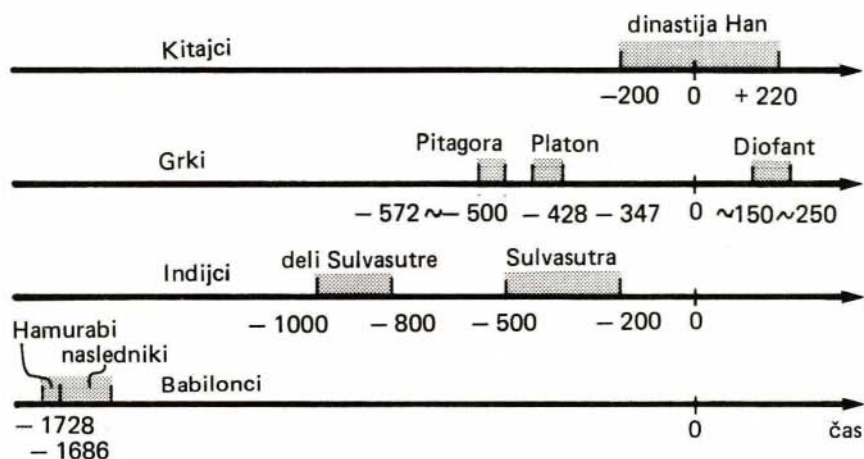 dinastija Han
Kitajci
−200 0 +220
Pitagora Platon Diofant
Grki
−572 ~ −500 −428 −347 0 ~150 ~250
deli Sulvasutre Sulvasutra
Indijci
−1000 −800 −500 −200 0
Hamurabi
nasledniki
Babilonci
−1728 0 čas
−1686